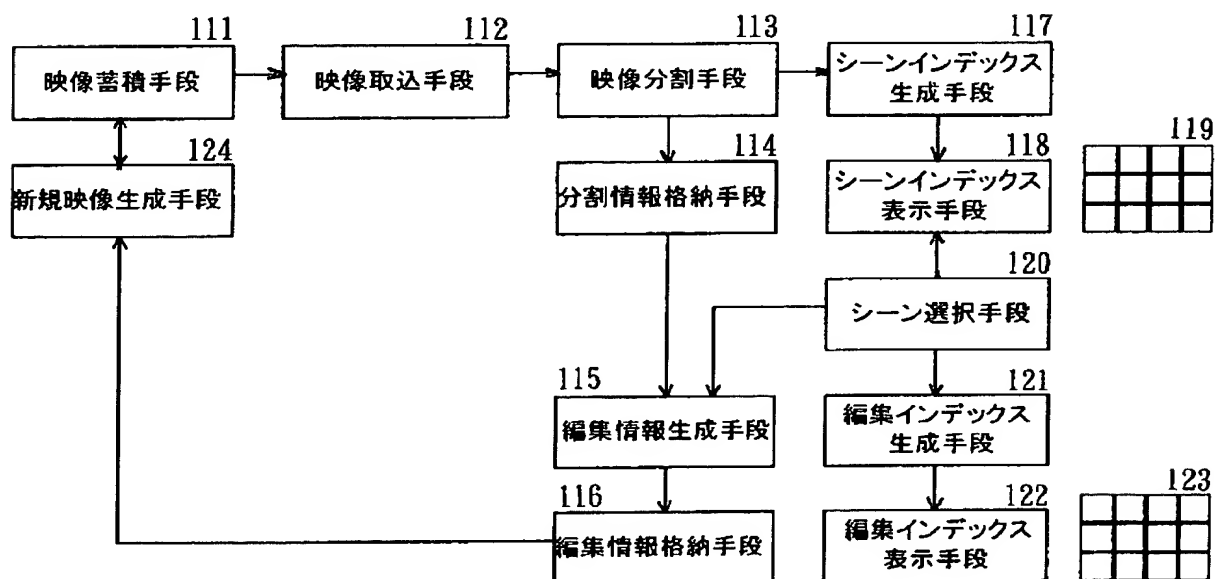 111
映像蓄積手段
112
映像取込手段
113
映像分割手段
117
シーンインデックス
生成手段
124
新規映像生成手段
114
分割情報格納手段
118
シーンインデックス
表示手段
119
120
シーン選択手段
115
編集情報生成手段
121
編集インデックス
生成手段
116
編集情報格納手段
122
編集インデックス
表示手段
123